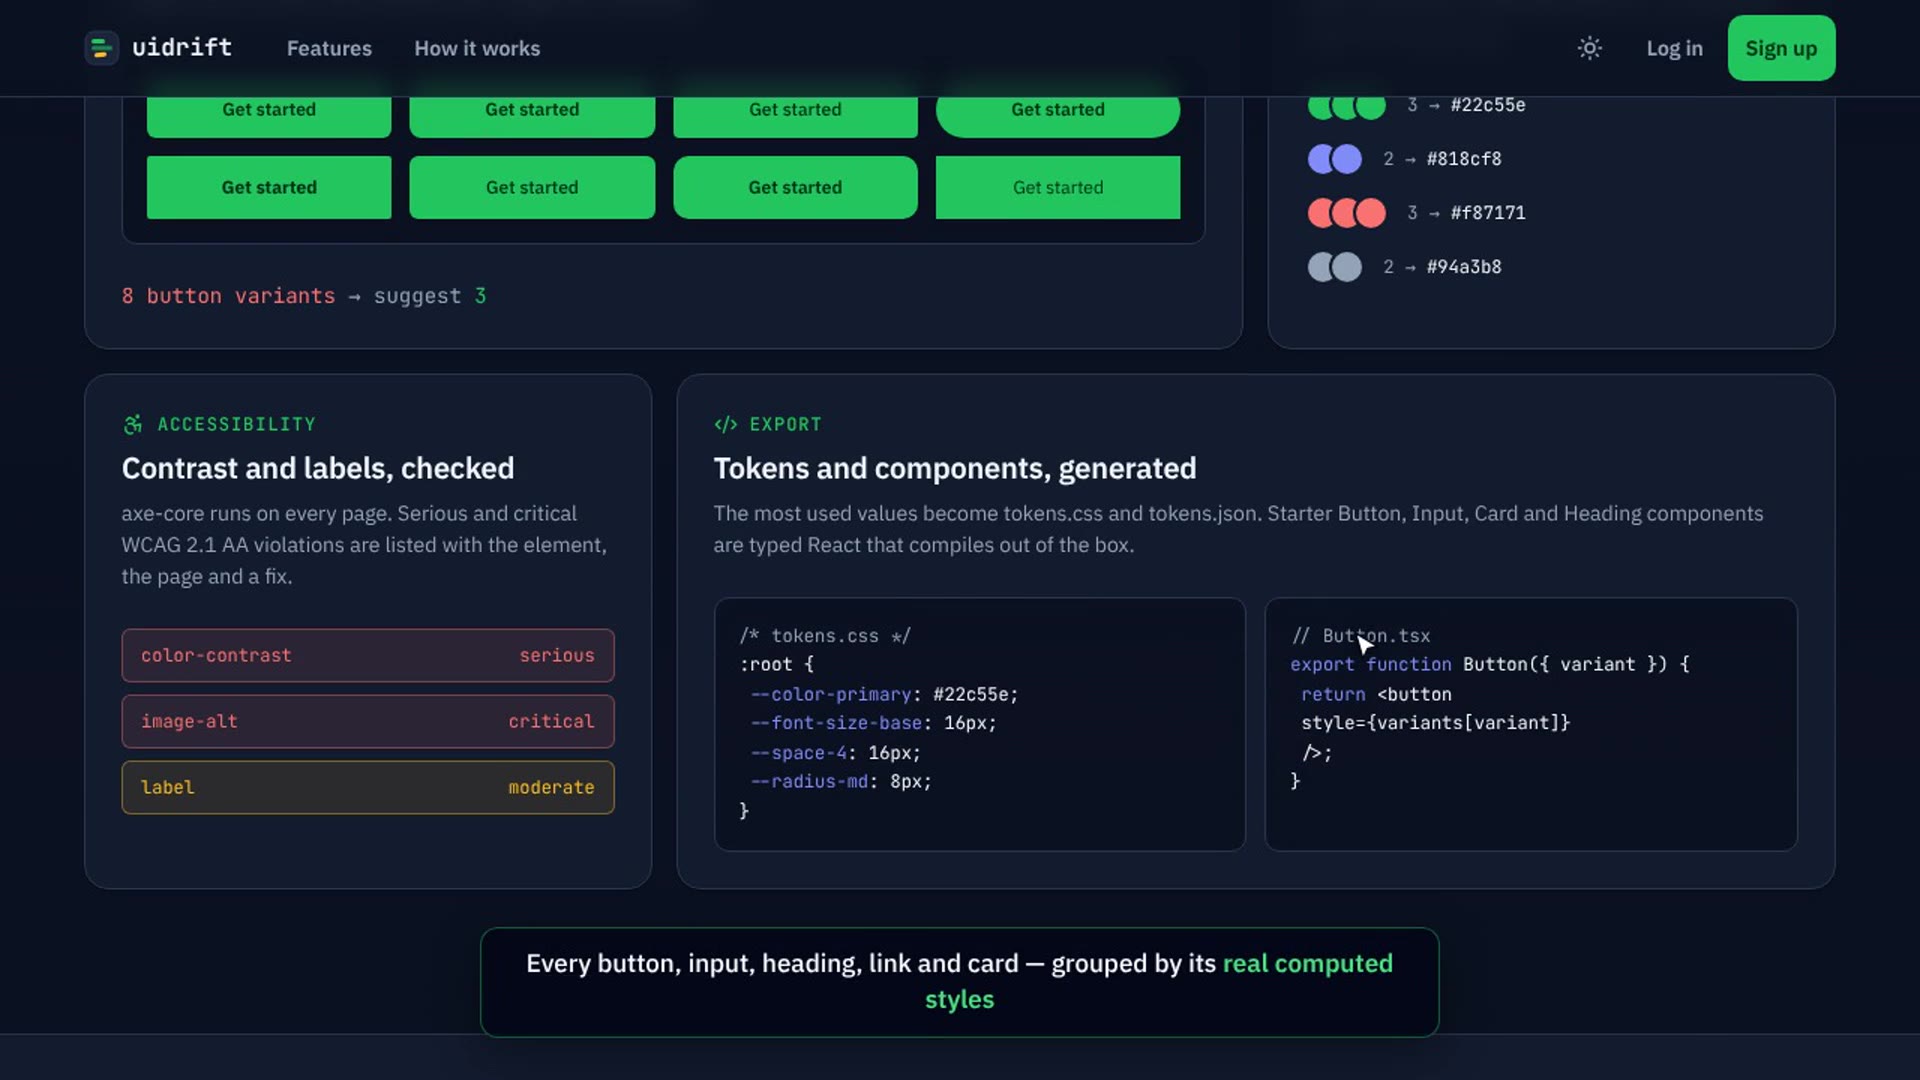 uidrift
Features
How it works
Log in
Sign up
Get started
Get started
Get started
Get started
Get started
Get started
Get started
Get started
8 button variants → suggest 3
3 → #22c55e
2 → #818cf8
3 → #f87171
2 → #94a3b8
ACCESSIBILITY
Contrast and labels, checked
axe-core runs on every page. Serious and critical
WCAG 2.1 AA violations are listed with the element,
the page and a fix.
color-contrast serious
image-alt critical
label moderate
</> EXPORT
Tokens and components, generated
The most used values become tokens.css and tokens.json. Starter Button, Input, Card and Heading components
are typed React that compiles out of the box.
/* tokens.css */
:root {
--color-primary: #22c55e;
--font-size-base: 16px;
--space-4: 16px;
--radius-md: 8px;
}
// Button.tsx
export function Button({ variant }) {
return <button
style={variants[variant]}
/>;
}
Every button, input, heading, link and card — grouped by its real computed
styles